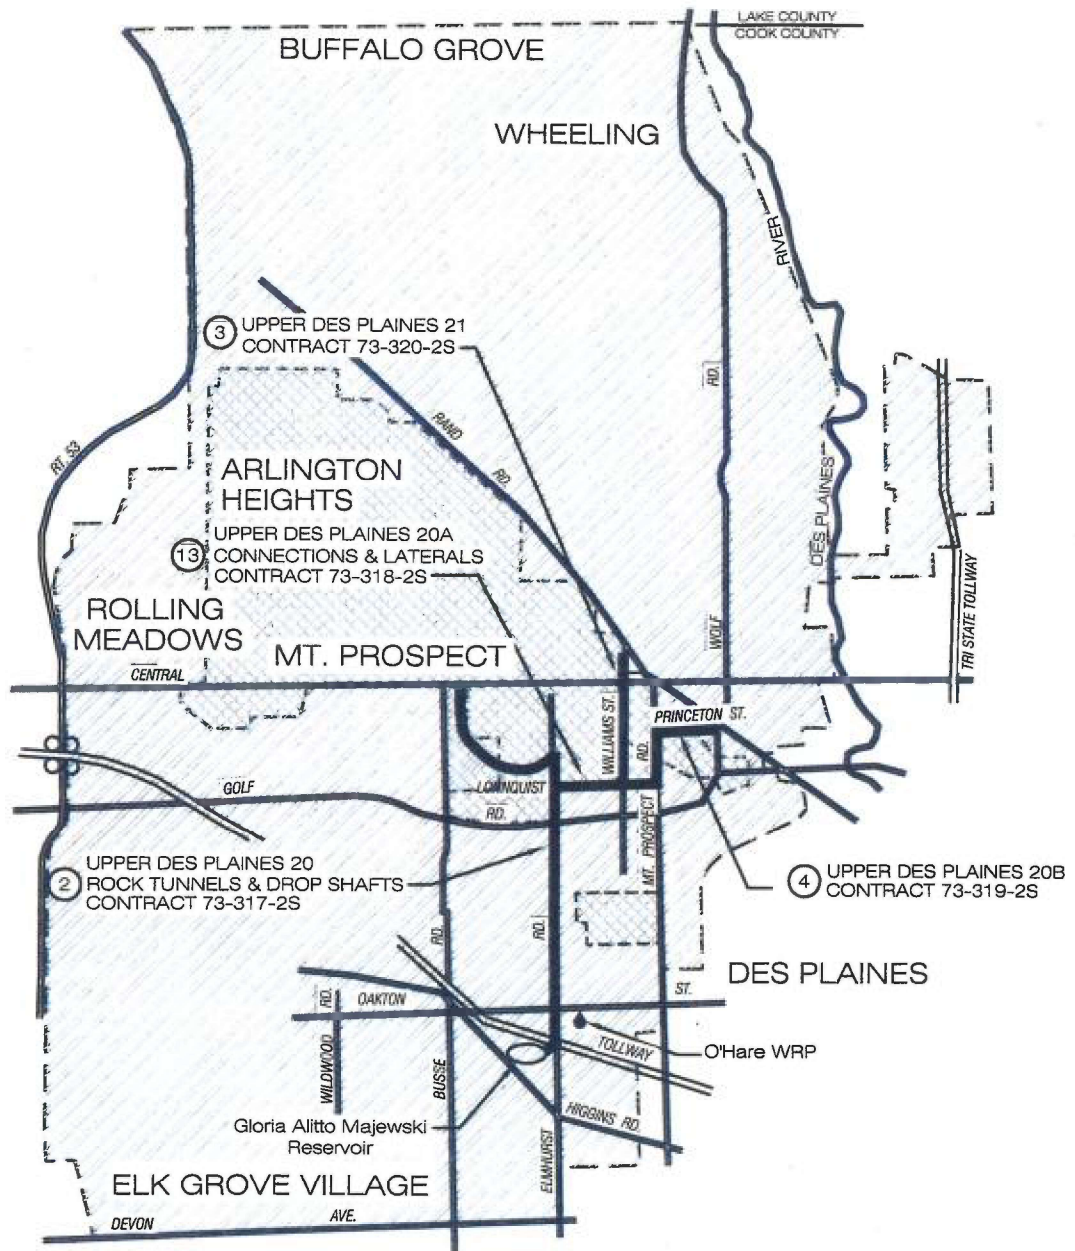 LAKE COUNTY
COOK COUNTY
BUFFALO GROVE
WHEELING
RIVER
3
UPPER DES PLAINES 21
CONTRACT 73-320-2S
RD.
RAND
RD.
RT. 53
ARLINGTON
HEIGHTS
DES PLAINES
13
UPPER DES PLAINES 20A
CONNECTIONS & LATERALS
CONTRACT 73-318-2S
TRI STATE TOLLWAY
ROLLING
MEADOWS
WOLF
MT. PROSPECT
CENTRAL
WILLIAMS ST.
RD.
PRINCETON ST.
GOLF
LONNQUIST
RD.
MT. PROSPECT
2
UPPER DES PLAINES 20
ROCK TUNNELS & DROP SHAFTS
CONTRACT 73-317-2S
4
UPPER DES PLAINES 20B
CONTRACT 73-319-2S
RD.
RD.
DES PLAINES
RD.
OAKTON
ST.
WILDWOOD
BUSSE
TOLLWAY
O'Hare WRP
Gloria Alitto Majewski
Reservoir
HIGGINS RD.
ELMHURST
ELK GROVE VILLAGE
DEVON
AVE.